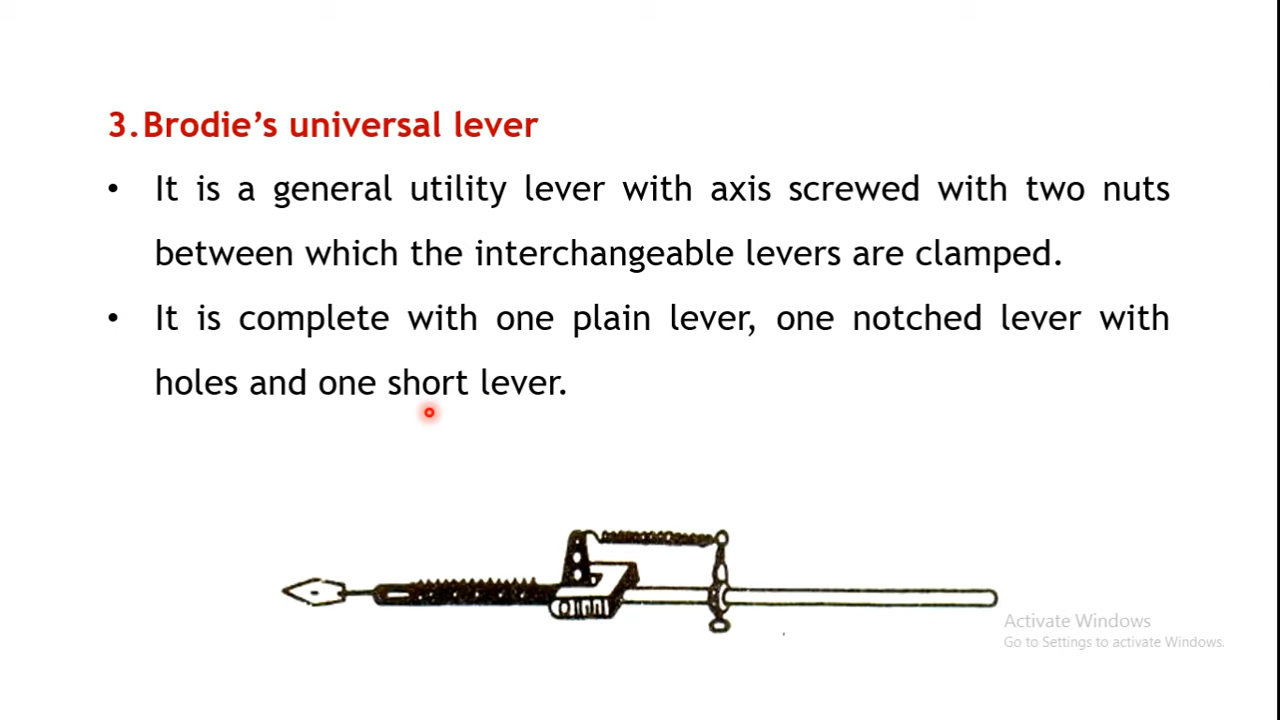 3.Brodie’s universal lever
• It is a general utility lever with axis screwed with two nuts
between which the interchangeable levers are clamped.
• It is complete with one plain lever, one notched lever with
holes and one short lever.
Activate Windows
Go to Settings to activate Windows.